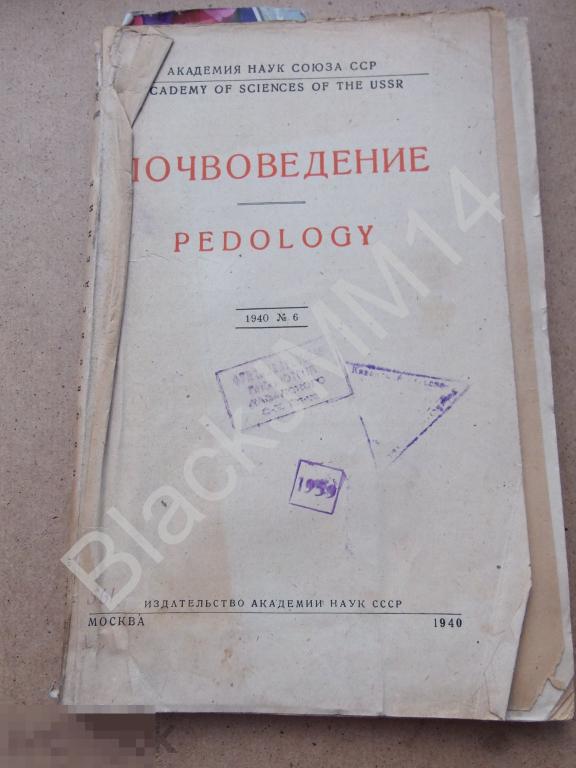 АКАДЕМИЯ НАУК СОЮЗА ССР
CADEMY OF SCIENCES OF THE USSR
ПОЧВОВЕДЕНИЕ
PEDOLOGY
1940 № 6
1959
ИЗДАТЕЛЬСТВО АКАДЕМИИ НАУК СССР
МОСКВА 1940
BlackMM14